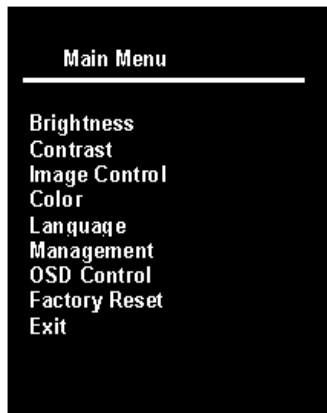 Main Menu
Brightness
Contrast
Image Control
Color
Language
Management
OSD Control
Factory Reset
Exit